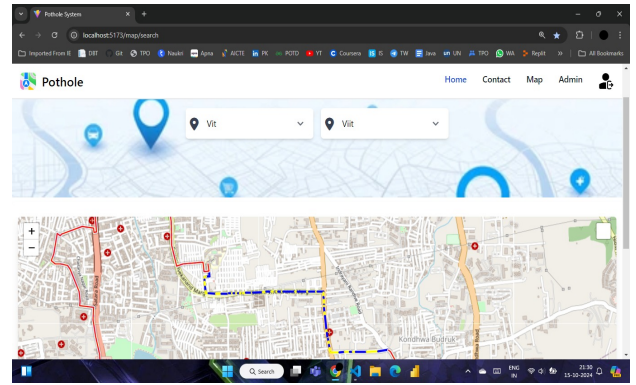 Pothole System
localhost:5173/map/search
Imported From IE DBT Git TPO Naukri Apna AICTE PK POTD YT Coursera IS TW Java UN TPO WA Replit » All Bookmarks
Pothole Home Contact Map Admin
Vit Viit
+
−
Kondhwa Budruk
Search ENG 21:30
IN 15-10-2024